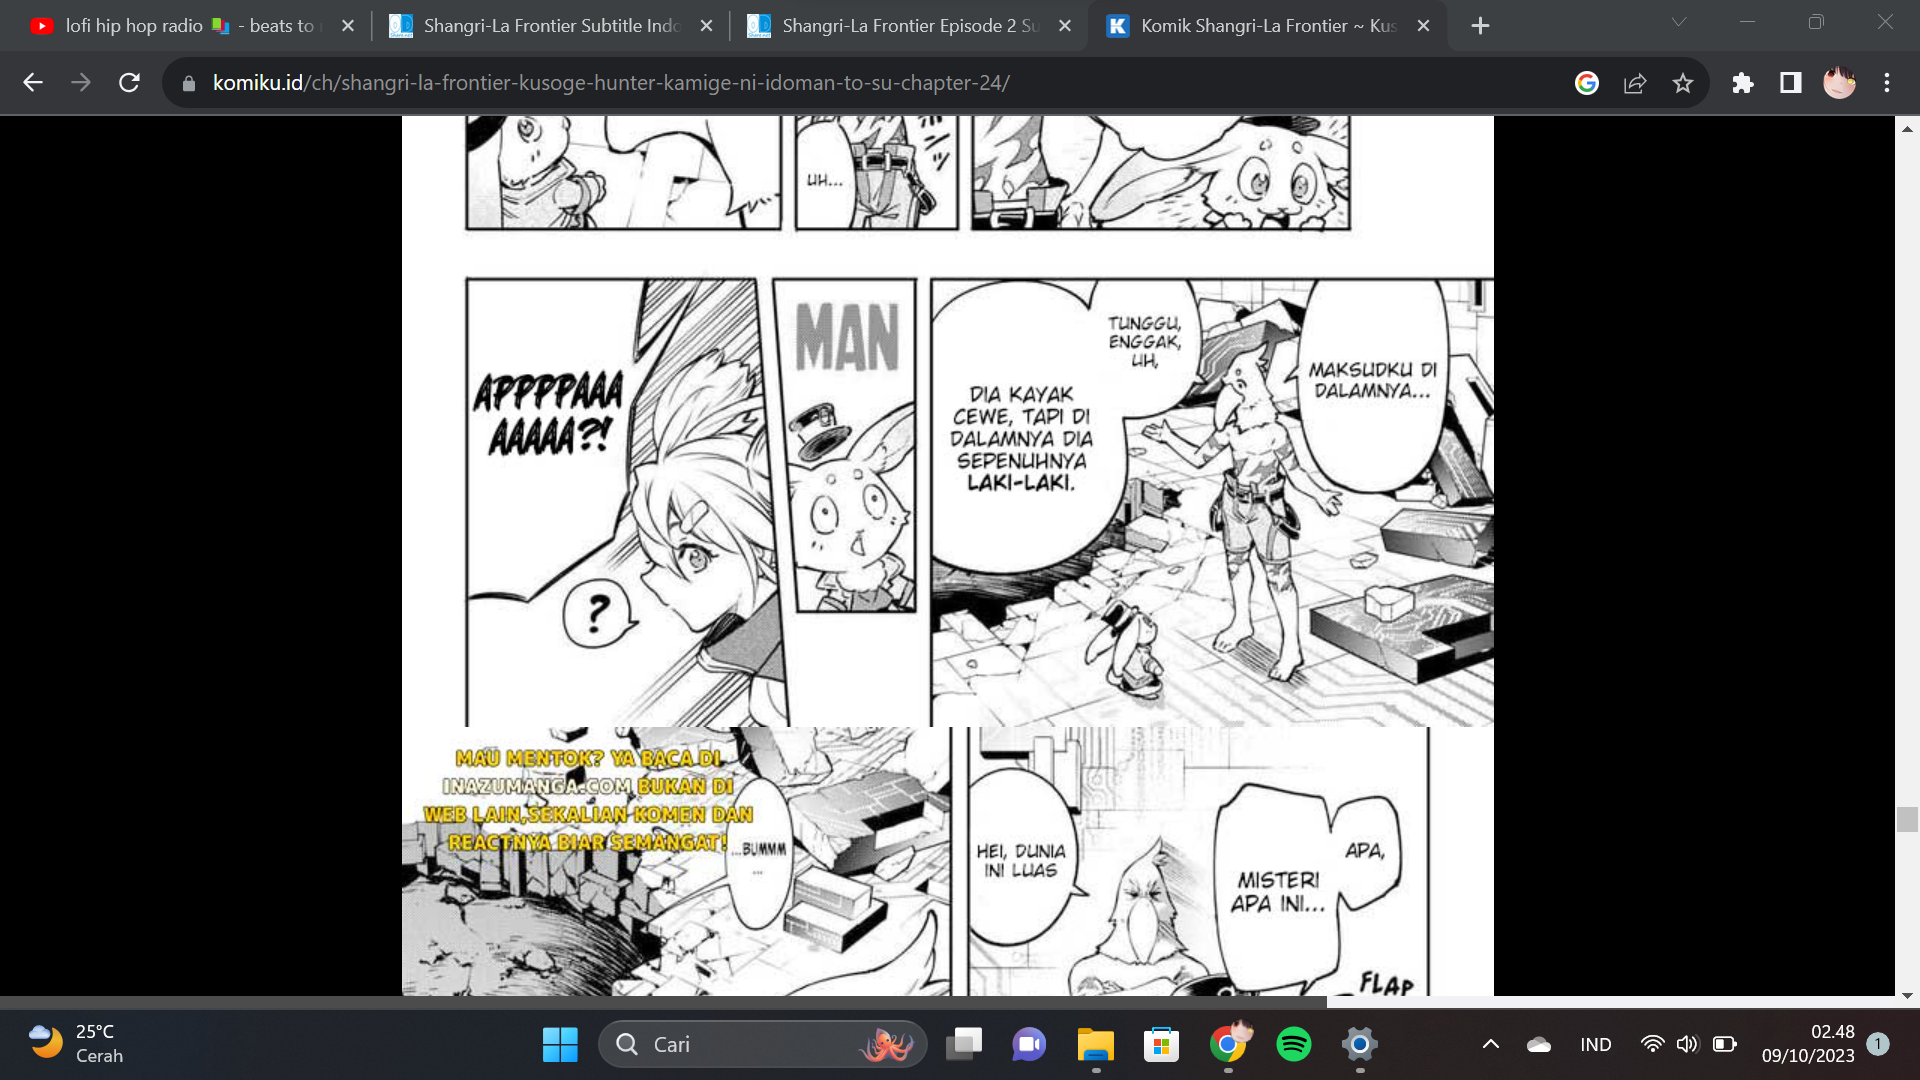 lofi hip hop radio 📚 - beats to r
Shangri-La Frontier Subtitle Indo
Shangri-La Frontier Episode 2 Su
Komik Shangri-La Frontier ~ Kus
komiku.id/ch/shangri-la-frontier-kusoge-hunter-kamige-ni-idoman-to-su-chapter-24/
UH...
MAKSUDKU DI
DALAMNYA...
TUNGGU,
ENGGAK,
UH,
DIA KAYAK
CEWE, TAPI DI
DALAMNYA DIA
SEPENUHNYA
LAKI-LAKI.
MAN
APPPPAAA
AAAAA?!
?
APA,
MISTERI
APA INI...
HEI, DUNIA
INI LUAS
FLAP
MAU MENTOK? YA BACA DI
INAZUMANGA.COM BUKAN DI
WEB LAIN,SEKALIAN KOMEN DAN
REACTNYA BIAR SEMANGAT!
...BUMMM
...
25°C
Cerah
Cari
IND
02.48
09/10/2023
1